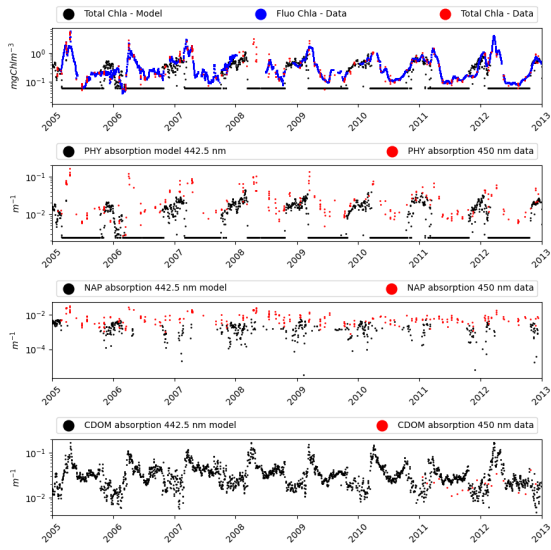 Total Chla - Model Fluo Chla - Data Total Chla - Data
10⁰
10⁻¹
mgChlm⁻³
2005 2006 2007 2008 2009 2010 2011 2012 2013
PHY absorption model 442.5 nm PHY absorption 450 nm data
10⁻¹
10⁻²
m⁻¹
2005 2006 2007 2008 2009 2010 2011 2012 2013
NAP absorption 442.5 nm model NAP absorption 450 nm data
10⁻²
10⁻⁴
m⁻¹
2005 2006 2007 2008 2009 2010 2011 2012 2013
CDOM absorption 442.5 nm model CDOM absorption 450 nm data
10⁻¹
10⁻²
m⁻¹
2005 2006 2007 2008 2009 2010 2011 2012 2013